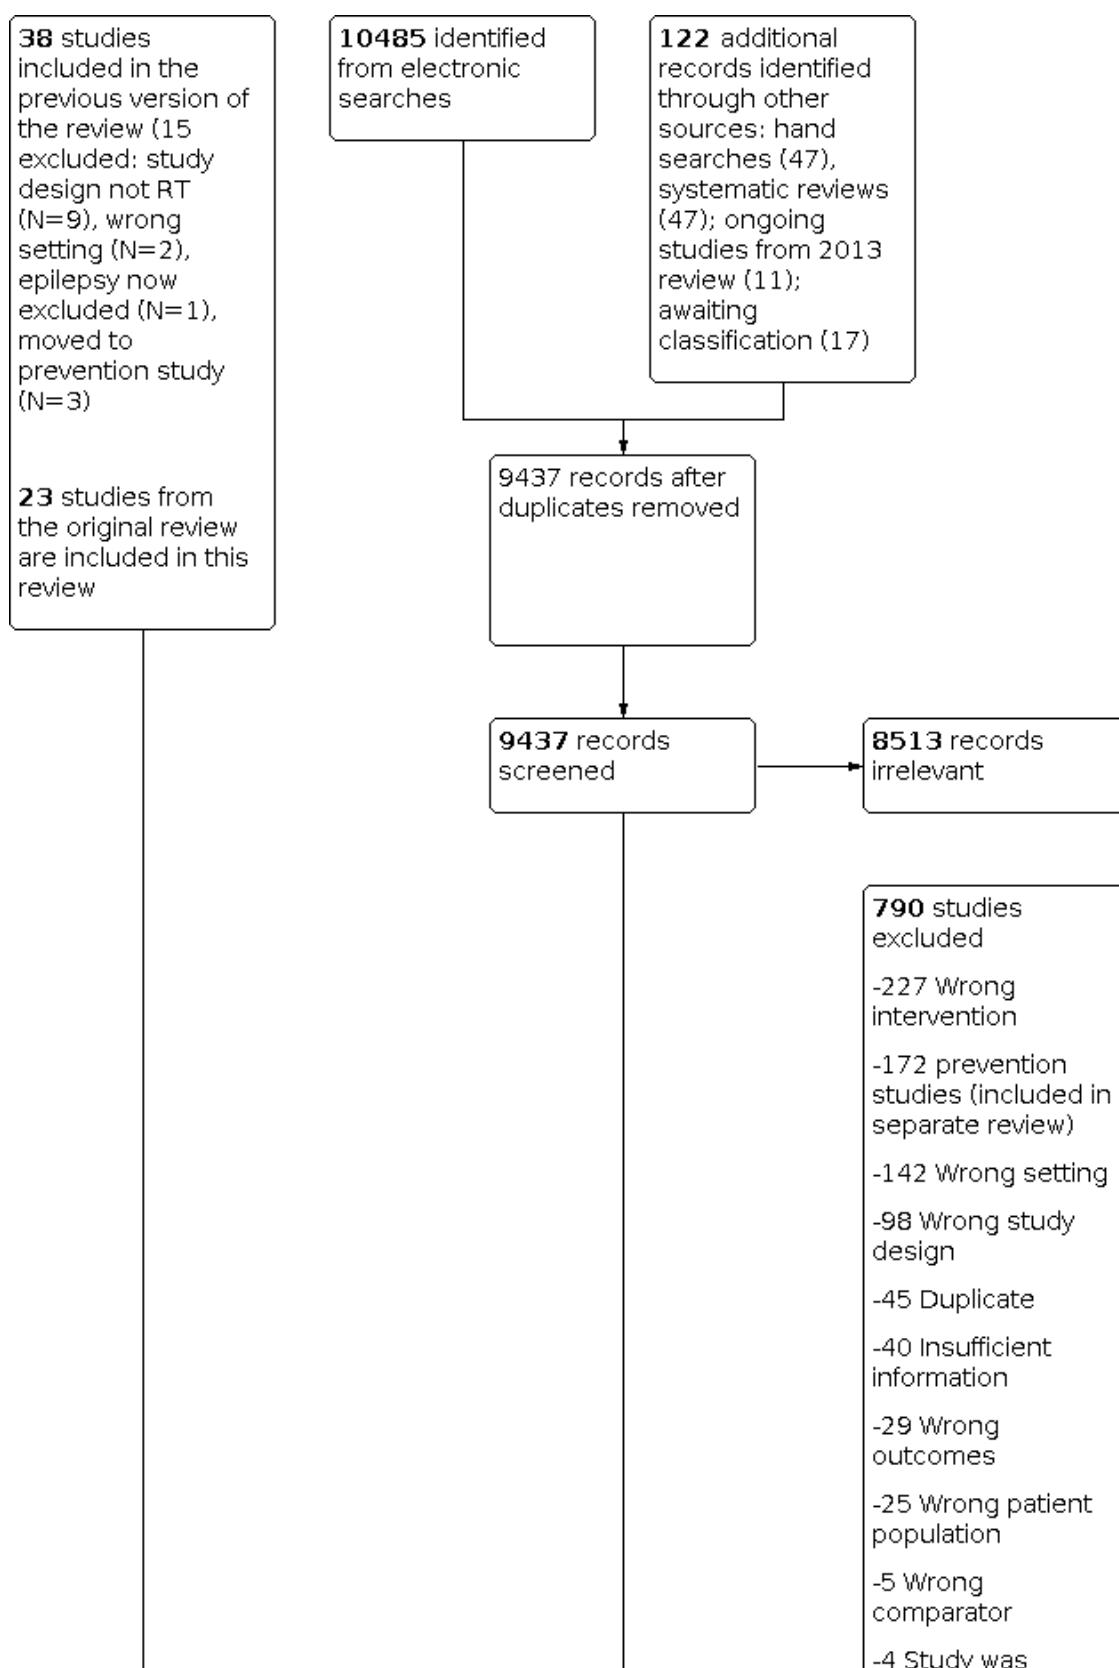 38 studies
included in the
previous version of
the review (15
excluded: study
design not RT
(N=9), wrong
setting (N=2),
epilepsy now
excluded (N=1),
moved to
prevention study
(N=3)
23 studies from
the original review
are included in this
review
10485 identified
from electronic
searches
122 additional
records identified
through other
sources: hand
searches (47),
systematic reviews
(47); ongoing
studies from 2013
review (11);
awaiting
classification (17)
9437 records after
duplicates removed
9437 records
screened
8513 records
irrelevant
790 studies
excluded
-227 Wrong
intervention
-172 prevention
studies (included in
separate review)
-142 Wrong setting
-98 Wrong study
design
-45 Duplicate
-40 Insufficient
information
-29 Wrong
outcomes
-25 Wrong patient
population
-5 Wrong
comparator
-4 Study was